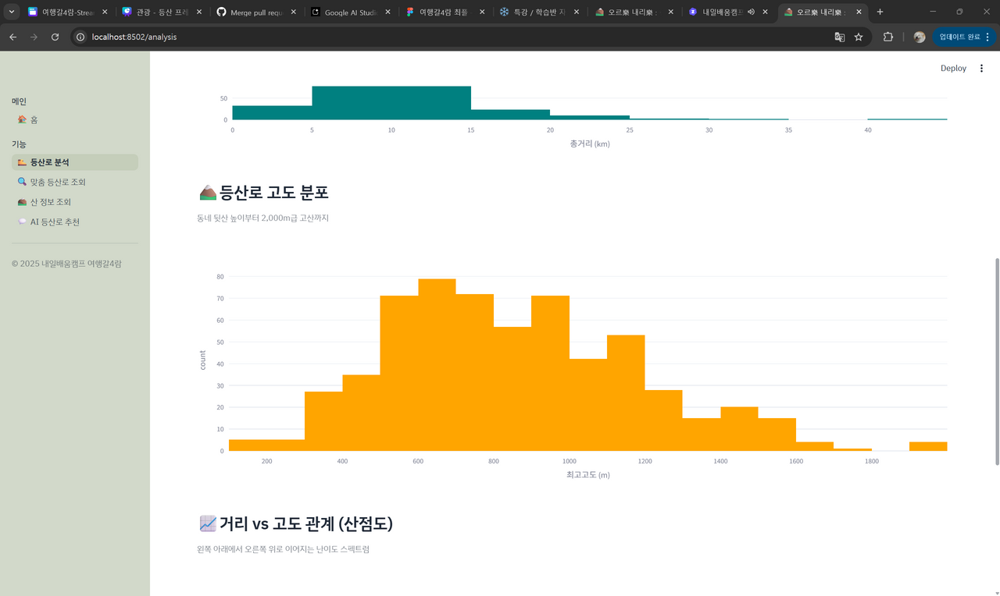 여행갈4람-Strear
관광 - 등산 프레
Merge pull requ
Google AI Studi
여행갈4람 최종
특강 / 학습반 지
오르樂 내리樂 :
내일배움캠프
오르樂 내리樂 :
localhost:8502/analysis
업데이트 완료
Deploy
메인
홈
기능
등산로 분석
맞춤 등산로 조회
산 정보 조회
AI 등산로 추천
© 2025 내일배움캠프 여행갈4람
50
0
0 5 10 15 20 25 30 35 40
총거리 (km)
등산로 고도 분포
동네 뒷산 높이부터 2,000m급 고산까지
80
70
60
50
40
30
20
10
0
count
200 400 600 800 1000 1200 1400 1600 1800
최고고도 (m)
거리 vs 고도 관계 (산점도)
왼쪽 아래에서 오른쪽 위로 이어지는 난이도 스펙트럼